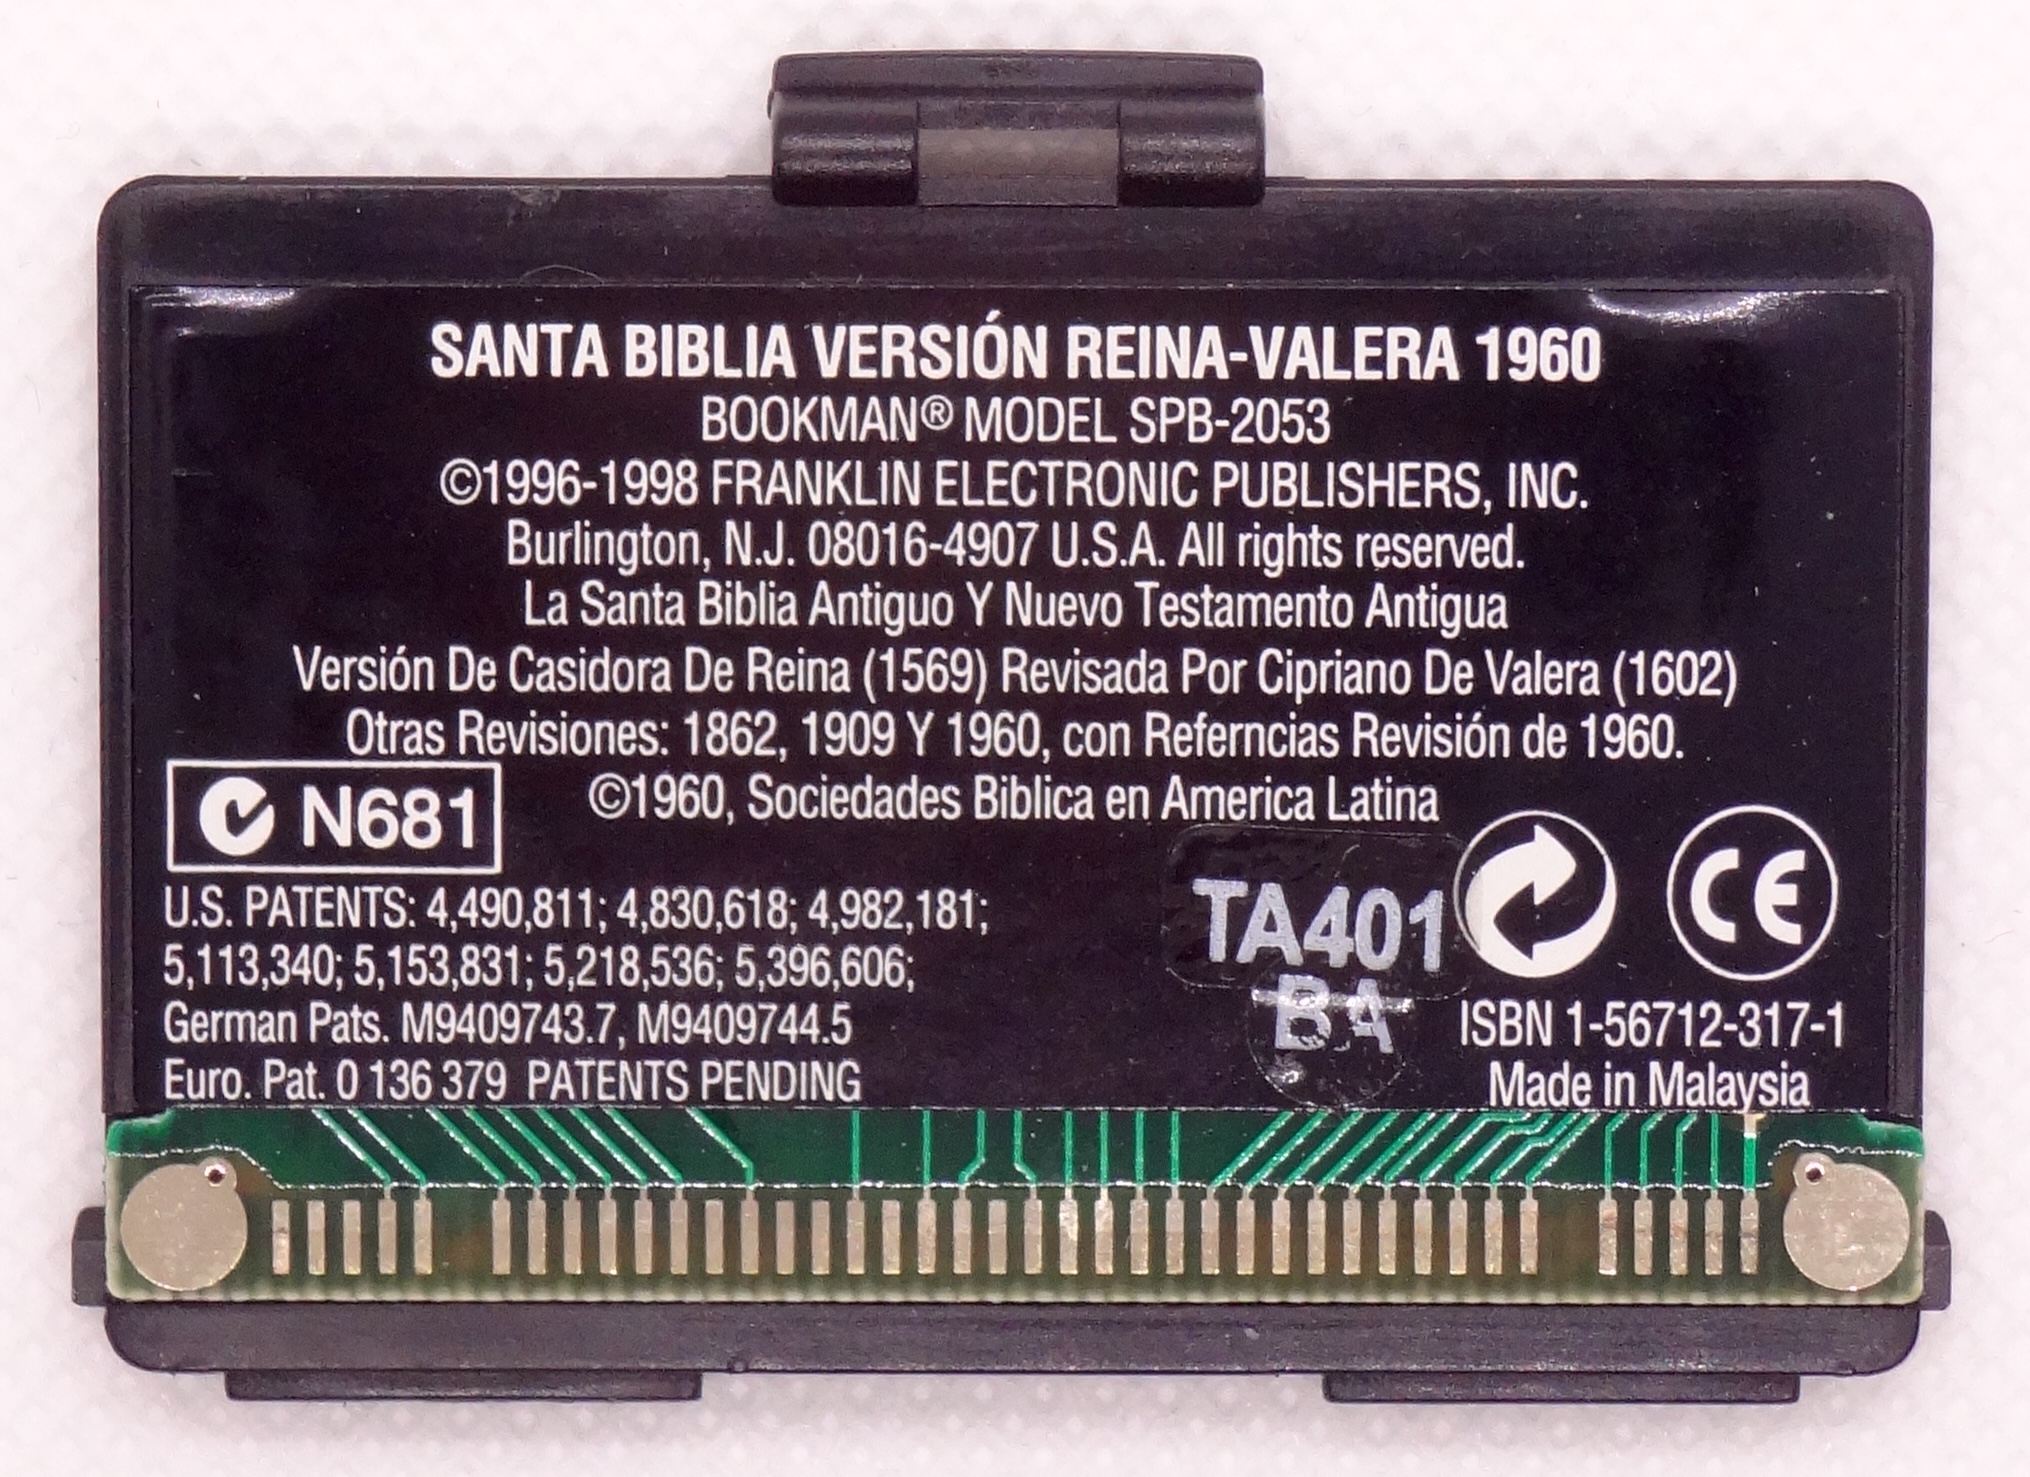 SANTA BIBLIA VERSIÓN REINA-VALERA 1960
BOOKMAN® MODEL SPB-2053
©1996-1998 FRANKLIN ELECTRONIC PUBLISHERS, INC.
Burlington, N.J. 08016-4907 U.S.A. All rights reserved.
La Santa Biblia Antiguo Y Nuevo Testamento Antigua
Versión De Casidora De Reina (1569) Revisada Por Cipriano De Valera (1602)
Otras Revisiones: 1862, 1909 Y 1960, con Referncias Revisión de 1960.
©1960, Sociedades Biblica en America Latina
N681
U.S. PATENTS: 4,490,811; 4,830,618; 4,982,181;
5,113,340; 5,153,831; 5,218,536; 5,396,606;
German Pats. M9409743.7, M9409744.5
Euro. Pat. 0 136 379 PATENTS PENDING
TA401
BA
CE
ISBN 1-56712-317-1
Made in Malaysia